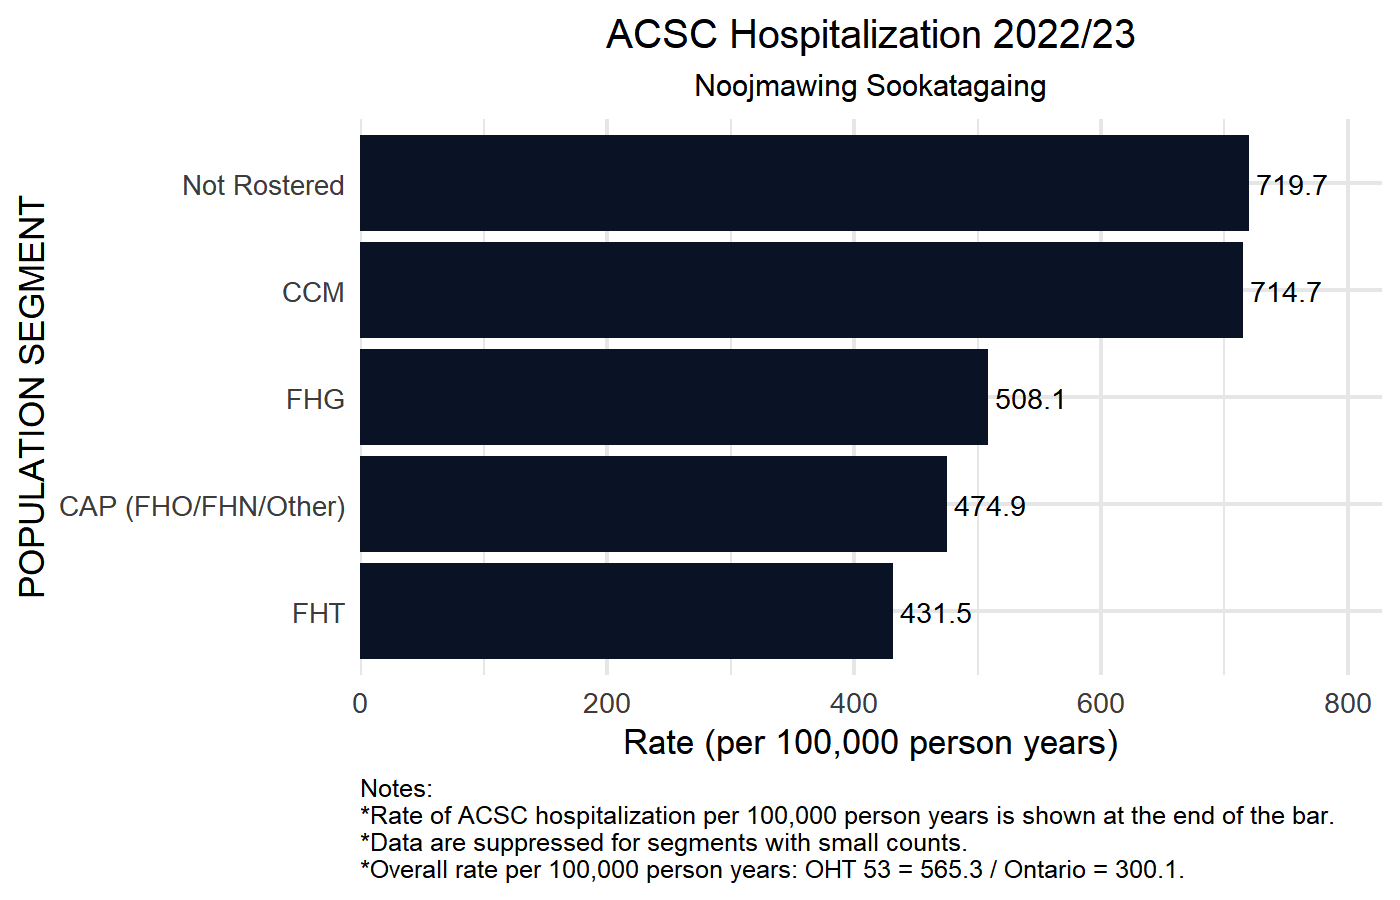 ACSC Hospitalization 2022/23
Noojmawing Sookatagaing
POPULATION SEGMENT
Not Rostered
719.7
CCM
714.7
FHG
508.1
CAP (FHO/FHN/Other)
474.9
FHT
431.5
0 200 400 600 800
Rate (per 100,000 person years)
Notes:
*Rate of ACSC hospitalization per 100,000 person years is shown at the end of the bar.
*Data are suppressed for segments with small counts.
*Overall rate per 100,000 person years: OHT 53 = 565.3 / Ontario = 300.1.